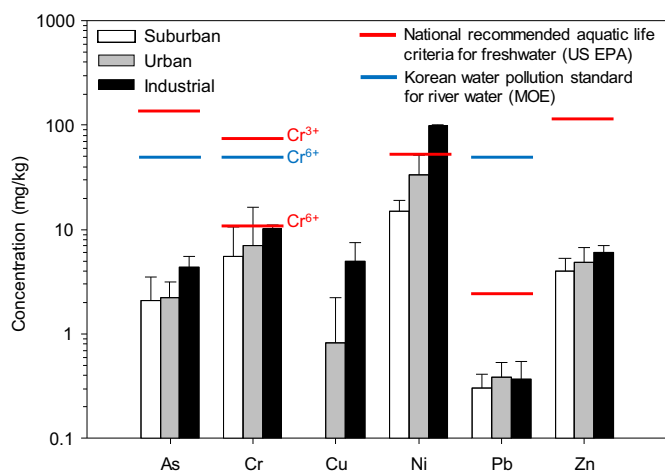 1000
100
10
1
0.1
Concentration (mg/kg)
Suburban
Urban
Industrial
National recommended aquatic life
criteria for freshwater (US EPA)
Korean water pollution standard
for river water (MOE)
Cr³⁺
Cr⁶⁺
Cr⁶⁺
As Cr Cu Ni Pb Zn